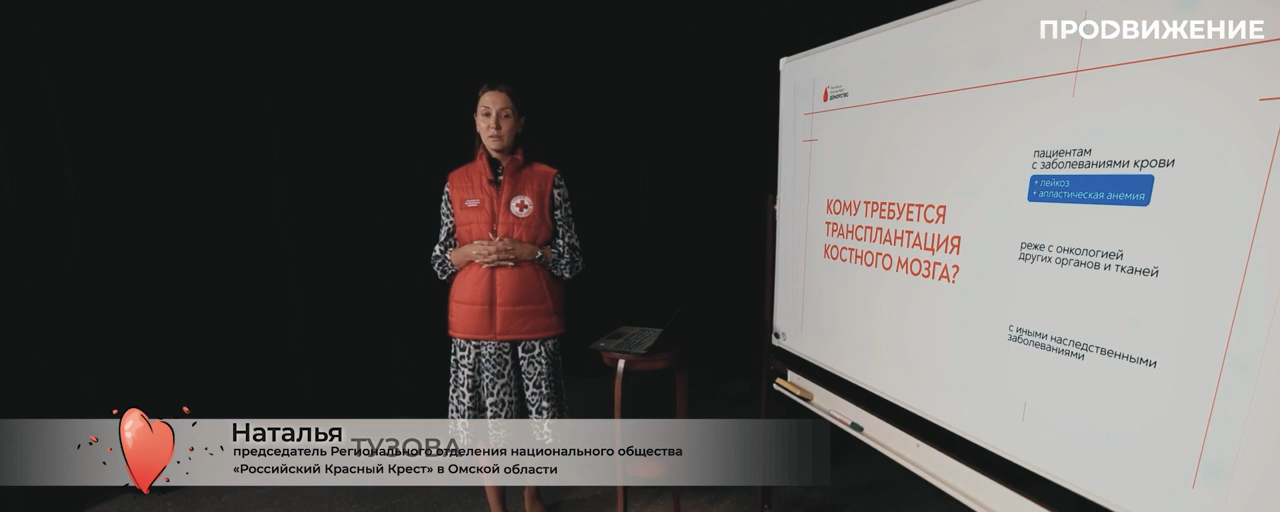 ПРОДВИЖЕНИЕ
ДОНОРСТВО
КОМУ ТРЕБУЕТСЯ
ТРАНСПЛАНТАЦИЯ
КОСТНОГО МОЗГА?
пациентам
с заболеваниями крови
+ лейкоз
+ апластическая анемия
реже с онкологией
других органов и тканей
с иными наследственными
заболеваниями
Наталья
ТУЗОВА
председатель Регионального отделения национального общества
«Российский Красный Крест» в Омской области